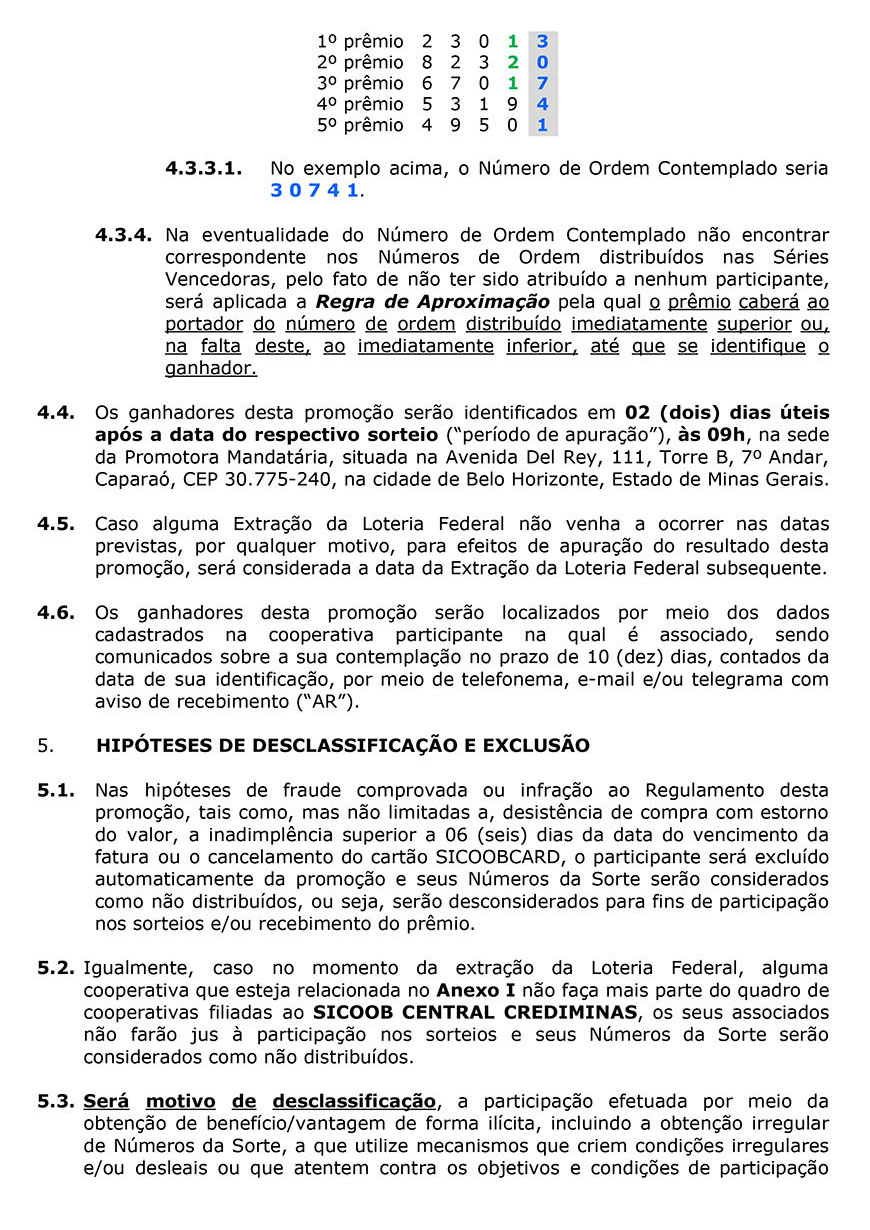 1º prêmio 2 3 0 1 3
2º prêmio 8 2 3 2 0
3º prêmio 6 7 0 1 7
4º prêmio 5 3 1 9 4
5º prêmio 4 9 5 0 1
4.3.3.1. No exemplo acima, o Número de Ordem Contemplado seria
3 0 7 4 1.
4.3.4. Na eventualidade do Número de Ordem Contemplado não encontrar
correspondente nos Números de Ordem distribuídos nas Séries
Vencedoras, pelo fato de não ter sido atribuído a nenhum participante,
será aplicada a Regra de Aproximação pela qual o prêmio caberá ao
portador do número de ordem distribuído imediatamente superior ou,
na falta deste, ao imediatamente inferior, até que se identifique o
ganhador.
4.4. Os ganhadores desta promoção serão identificados em 02 (dois) dias úteis
após a data do respectivo sorteio (“período de apuração”), às 09h, na sede
da Promotora Mandatária, situada na Avenida Del Rey, 111, Torre B, 7º Andar,
Caparaó, CEP 30.775-240, na cidade de Belo Horizonte, Estado de Minas Gerais.
4.5. Caso alguma Extração da Loteria Federal não venha a ocorrer nas datas
previstas, por qualquer motivo, para efeitos de apuração do resultado desta
promoção, será considerada a data da Extração da Loteria Federal subsequente.
4.6. Os ganhadores desta promoção serão localizados por meio dos dados
cadastrados na cooperativa participante na qual é associado, sendo
comunicados sobre a sua contemplação no prazo de 10 (dez) dias, contados da
data de sua identificação, por meio de telefonema, e-mail e/ou telegrama com
aviso de recebimento (“AR”).
5. HIPÓTESES DE DESCLASSIFICAÇÃO E EXCLUSÃO
5.1. Nas hipóteses de fraude comprovada ou infração ao Regulamento desta
promoção, tais como, mas não limitadas a, desistência de compra com estorno
do valor, a inadimplência superior a 06 (seis) dias da data do vencimento da
fatura ou o cancelamento do cartão SICOOBCARD, o participante será excluído
automaticamente da promoção e seus Números da Sorte serão considerados
como não distribuídos, ou seja, serão desconsiderados para fins de participação
nos sorteios e/ou recebimento do prêmio.
5.2. Igualmente, caso no momento da extração da Loteria Federal, alguma
cooperativa que esteja relacionada no Anexo I não faça mais parte do quadro de
cooperativas filiadas ao SICOOB CENTRAL CREDIMINAS, os seus associados
não farão jus à participação nos sorteios e seus Números da Sorte serão
considerados como não distribuídos.
5.3. Será motivo de desclassificação, a participação efetuada por meio da
obtenção de benefício/vantagem de forma ilícita, incluindo a obtenção irregular
de Números da Sorte, a que utilize mecanismos que criem condições irregulares
e/ou desleais ou que atentem contra os objetivos e condições de participação